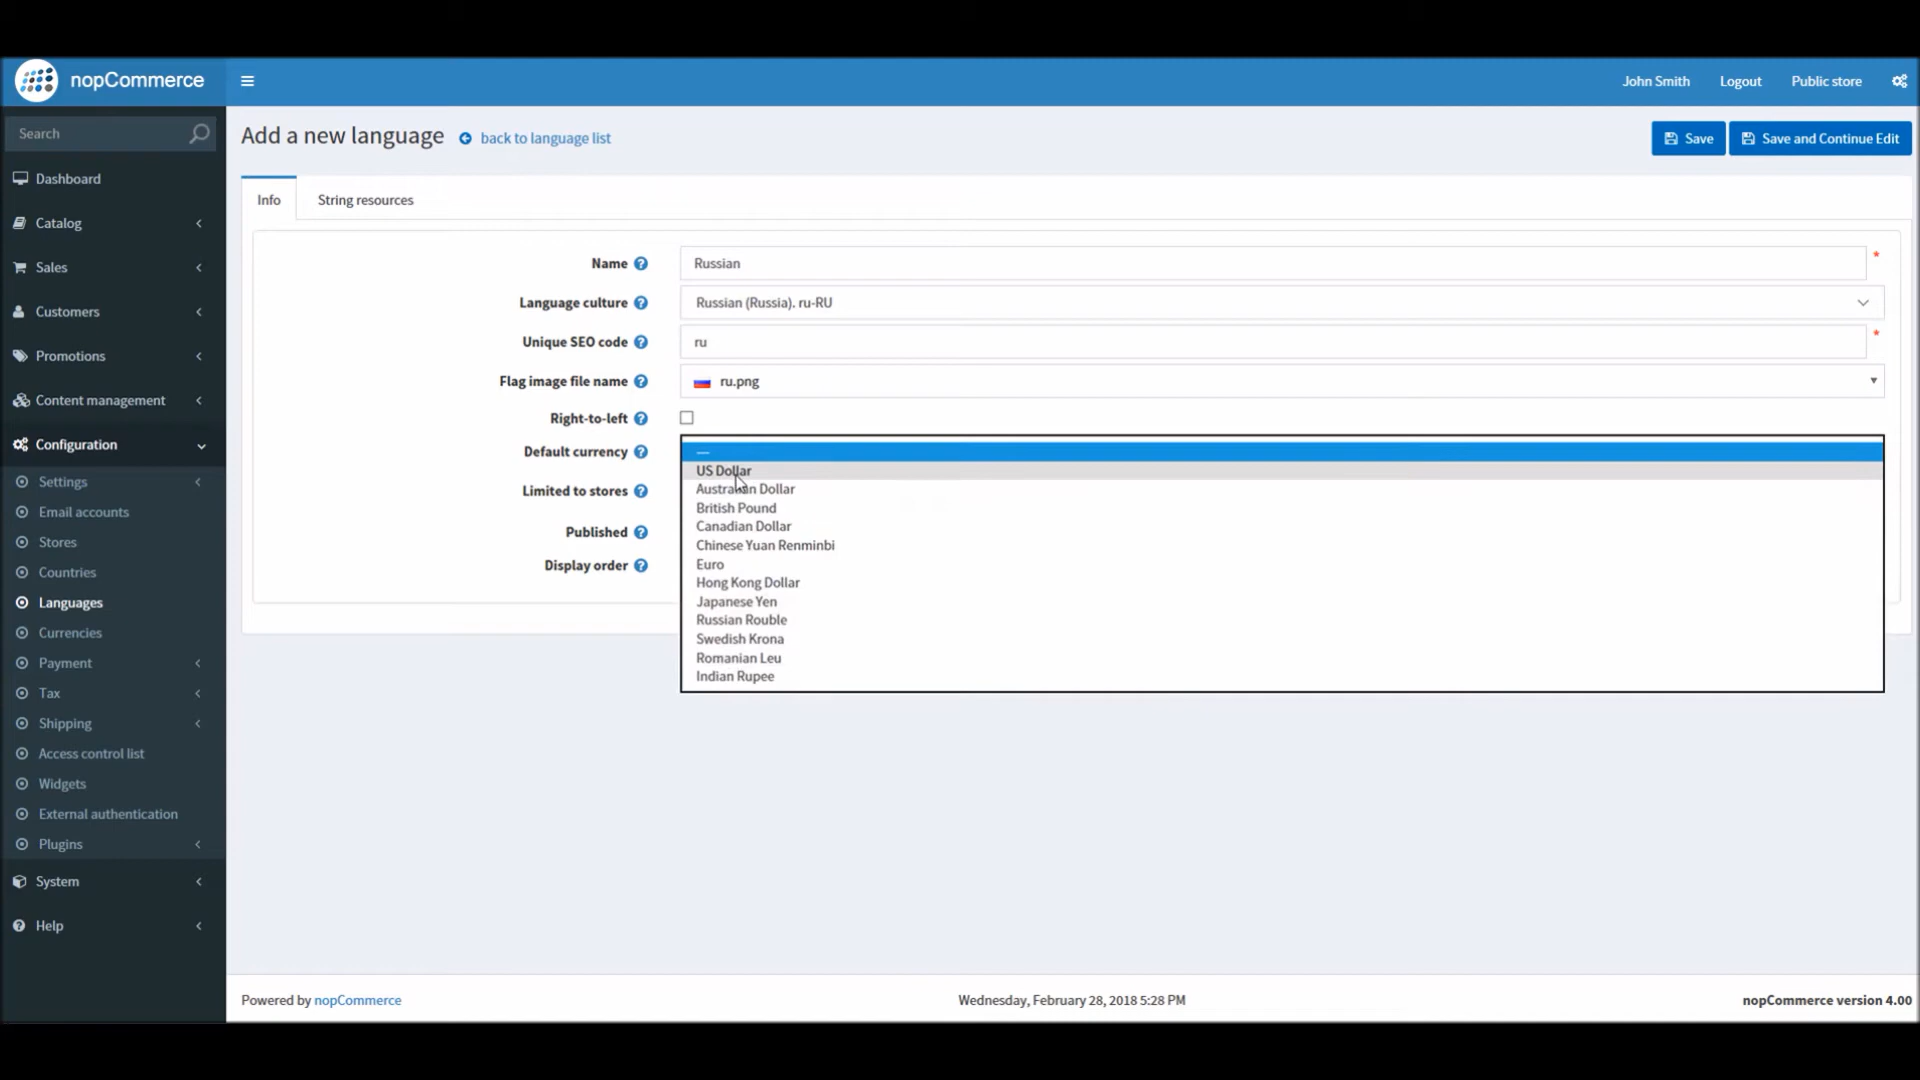 nopCommerce
John Smith Logout Public store
Search
Add a new language back to language list
Save Save and Continue Edit
Dashboard
Catalog
Sales
Customers
Promotions
Content management
Configuration
Settings
Email accounts
Stores
Countries
Languages
Currencies
Payment
Tax
Shipping
Access control list
Widgets
External authentication
Plugins
System
Help
Info String resources
Name ? Russian *
Language culture ? Russian (Russia). ru-RU
Unique SEO code ? ru *
Flag image file name ? ru.png
Right-to-left ?
Default currency ? ---
US Dollar
Australian Dollar
Limited to stores ?
British Pound
Canadian Dollar
Published ?
Chinese Yuan Renminbi
Euro
Display order ?
Hong Kong Dollar
Japanese Yen
Russian Rouble
Swedish Krona
Romanian Leu
Indian Rupee
Powered by nopCommerce Wednesday, February 28, 2018 5:28 PM nopCommerce version 4.00